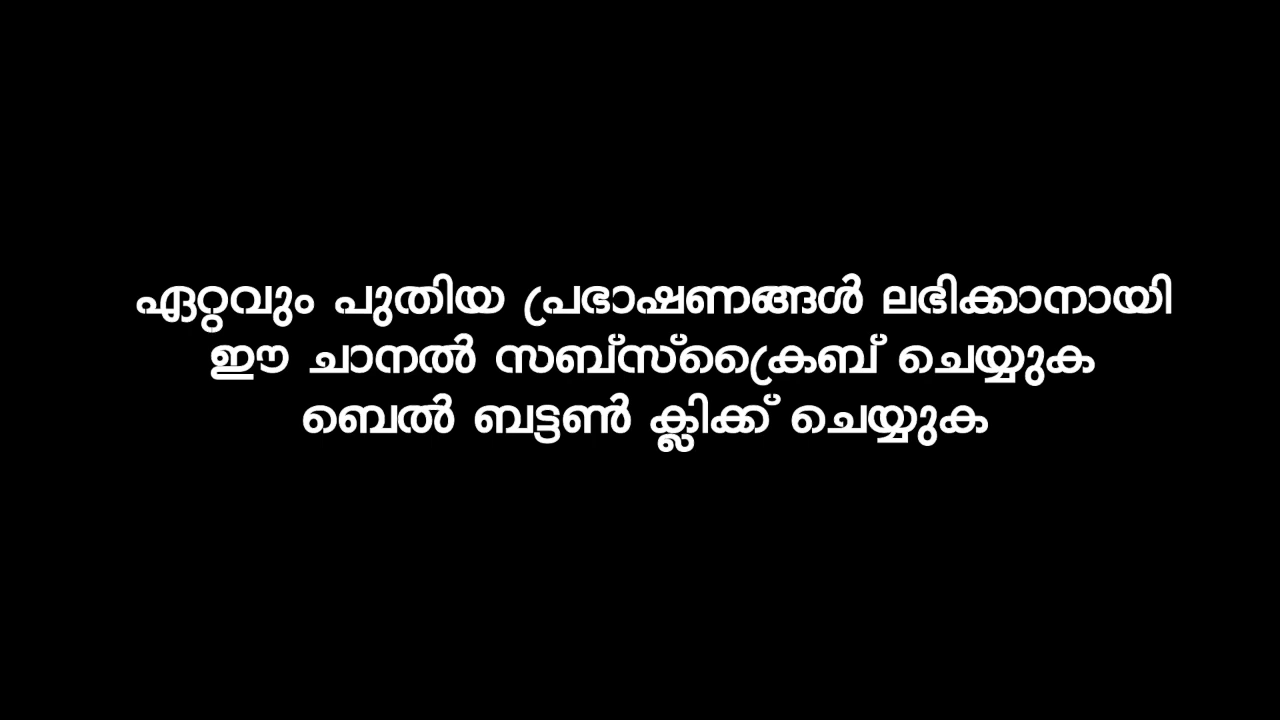 ഏറ്റവും പുതിയ പ്രഭാഷണങ്ങൾ ലഭിക്കാനായി
ഈ ചാനൽ സബ്സ്ക്രൈബ് ചെയ്യുക
ബെൽ ബട്ടൺ ക്ലിക്ക് ചെയ്യുക